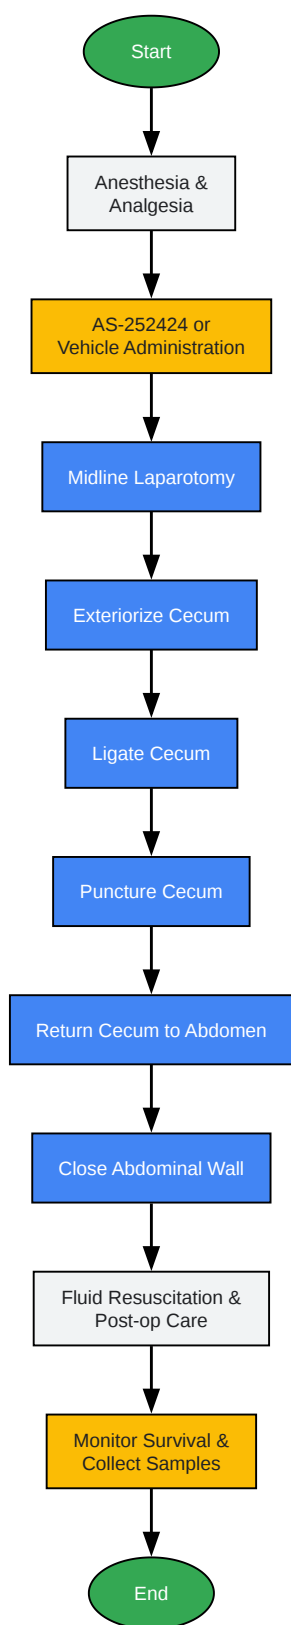 Start
Anesthesia &
Analgesia
AS-252424 or
Vehicle Administration
Midline Laparotomy
Exteriorize Cecum
Ligate Cecum
Puncture Cecum
Return Cecum to Abdomen
Close Abdominal Wall
Fluid Resuscitation &
Post-op Care
Monitor Survival &
Collect Samples
End